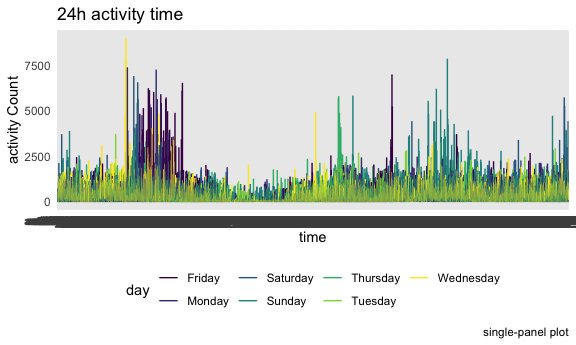 24h activity time
activity Count
7500
5000
2500
0
time
day
Friday Saturday Thursday Wednesday
Monday Sunday Tuesday
single-panel plot